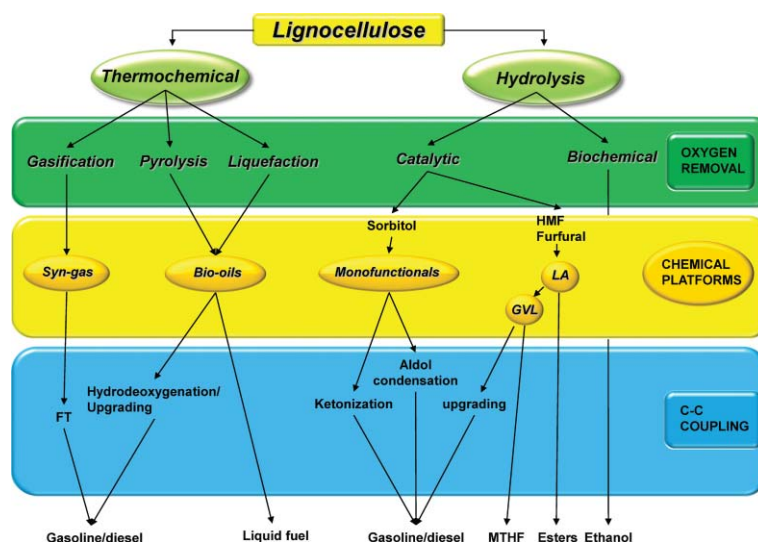 Lignocellulose
Thermochemical
Hydrolysis
Gasification
Pyrolysis
Liquefaction
Catalytic
Biochemical
OXYGEN
REMOVAL
Sorbitol
HMF
Furfural
Syn-gas
Bio-oils
Monofunctionals
LA
GVL
CHEMICAL
PLATFORMS
FT
Hydrodeoxygenation/
Upgrading
Ketonization
Aldol
condensation
upgrading
C-C
COUPLING
Gasoline/diesel
Liquid fuel
Gasoline/diesel
MTHF
Esters
Ethanol